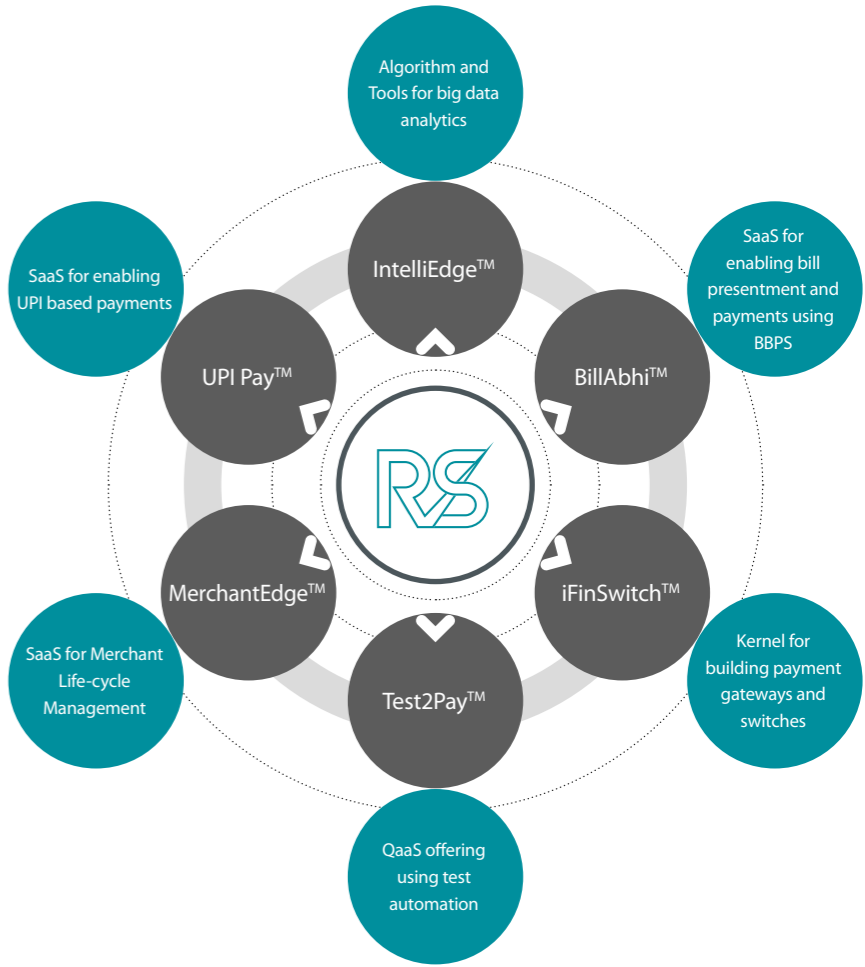 Algorithm and
Tools for big data
analytics
IntelliEdge™
SaaS for enabling
UPI based payments
UPI Pay™
SaaS for
enabling bill
presentment and
payments using
BBPS
BillAbhi™
RS
MerchantEdge™
SaaS for Merchant
Life-cycle
Management
iFinSwitch™
Kernel for
building payment
gateways and
switches
Test2Pay™
QaaS offering
using test
automation